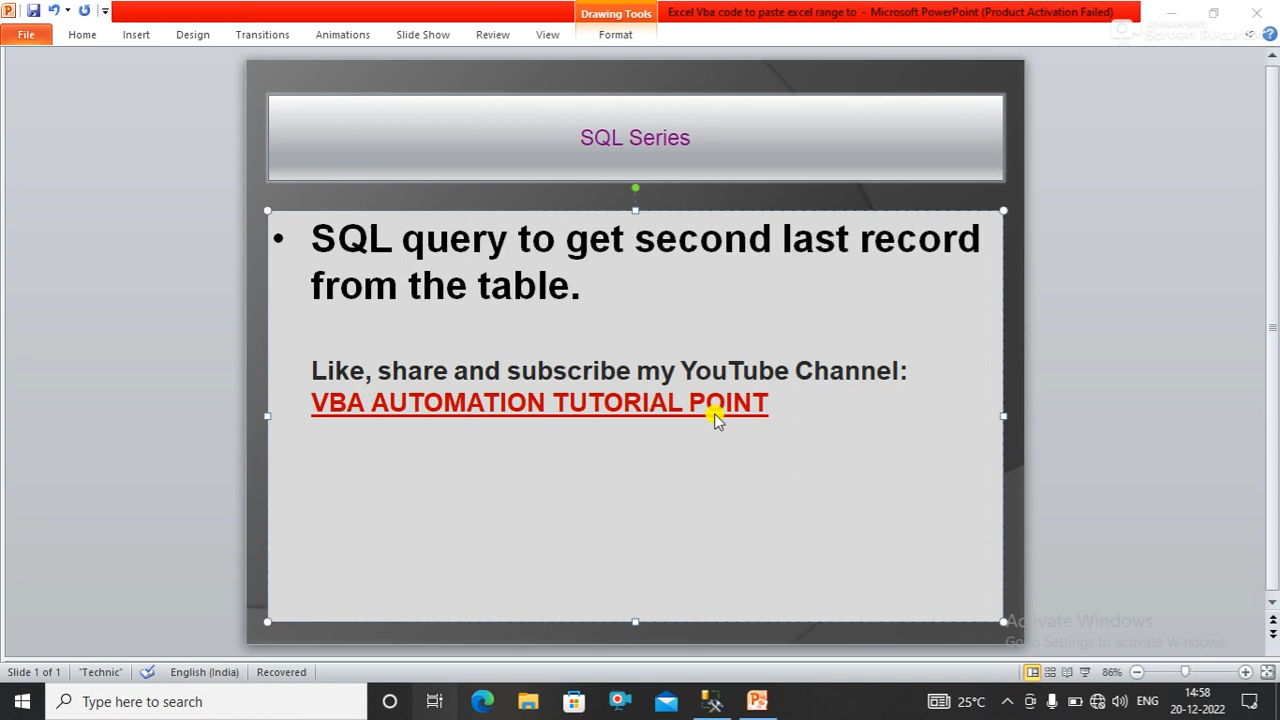 Drawing Tools
Excel Vba code to paste excel range to - Microsoft PowerPoint (Product Activation Failed)
File Home Insert Design Transitions Animations Slide Show Review View Format
SQL Series
• SQL query to get second last record
from the table.
Like, share and subscribe my YouTube Channel:
VBA AUTOMATION TUTORIAL POINT
Activate Windows
Go to Settings to activate Windows.
Slide 1 of 1 "Technic" English (India) Recovered 86%
Type here to search
25°C ENG 14:58
20-12-2022